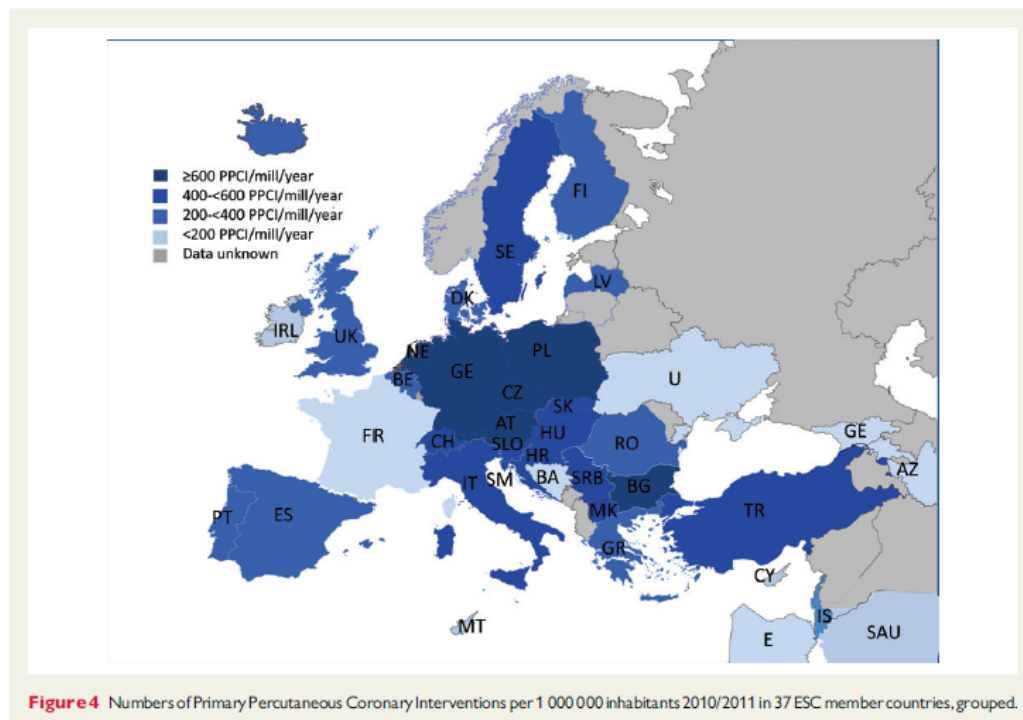 ≥600 PPCI/mill/year
400-<600 PPCI/mill/year
200-<400 PPCI/mill/year
<200 PPCI/mill/year
Data unknown
FI
SE
LV
DK
IRL
UK
NE
PL
GE
BE
CZ
U
SK
AT
FR
CH
HU
SLO
RO
GE
HR
IT
SM
BA
SRB
BG
AZ
PT
ES
MK
TR
GR
CY
MT
IS
E
SAU
Figure 4 Numbers of Primary Percutaneous Coronary Interventions per 1 000 000 inhabitants 2010/2011 in 37 ESC member countries, grouped.